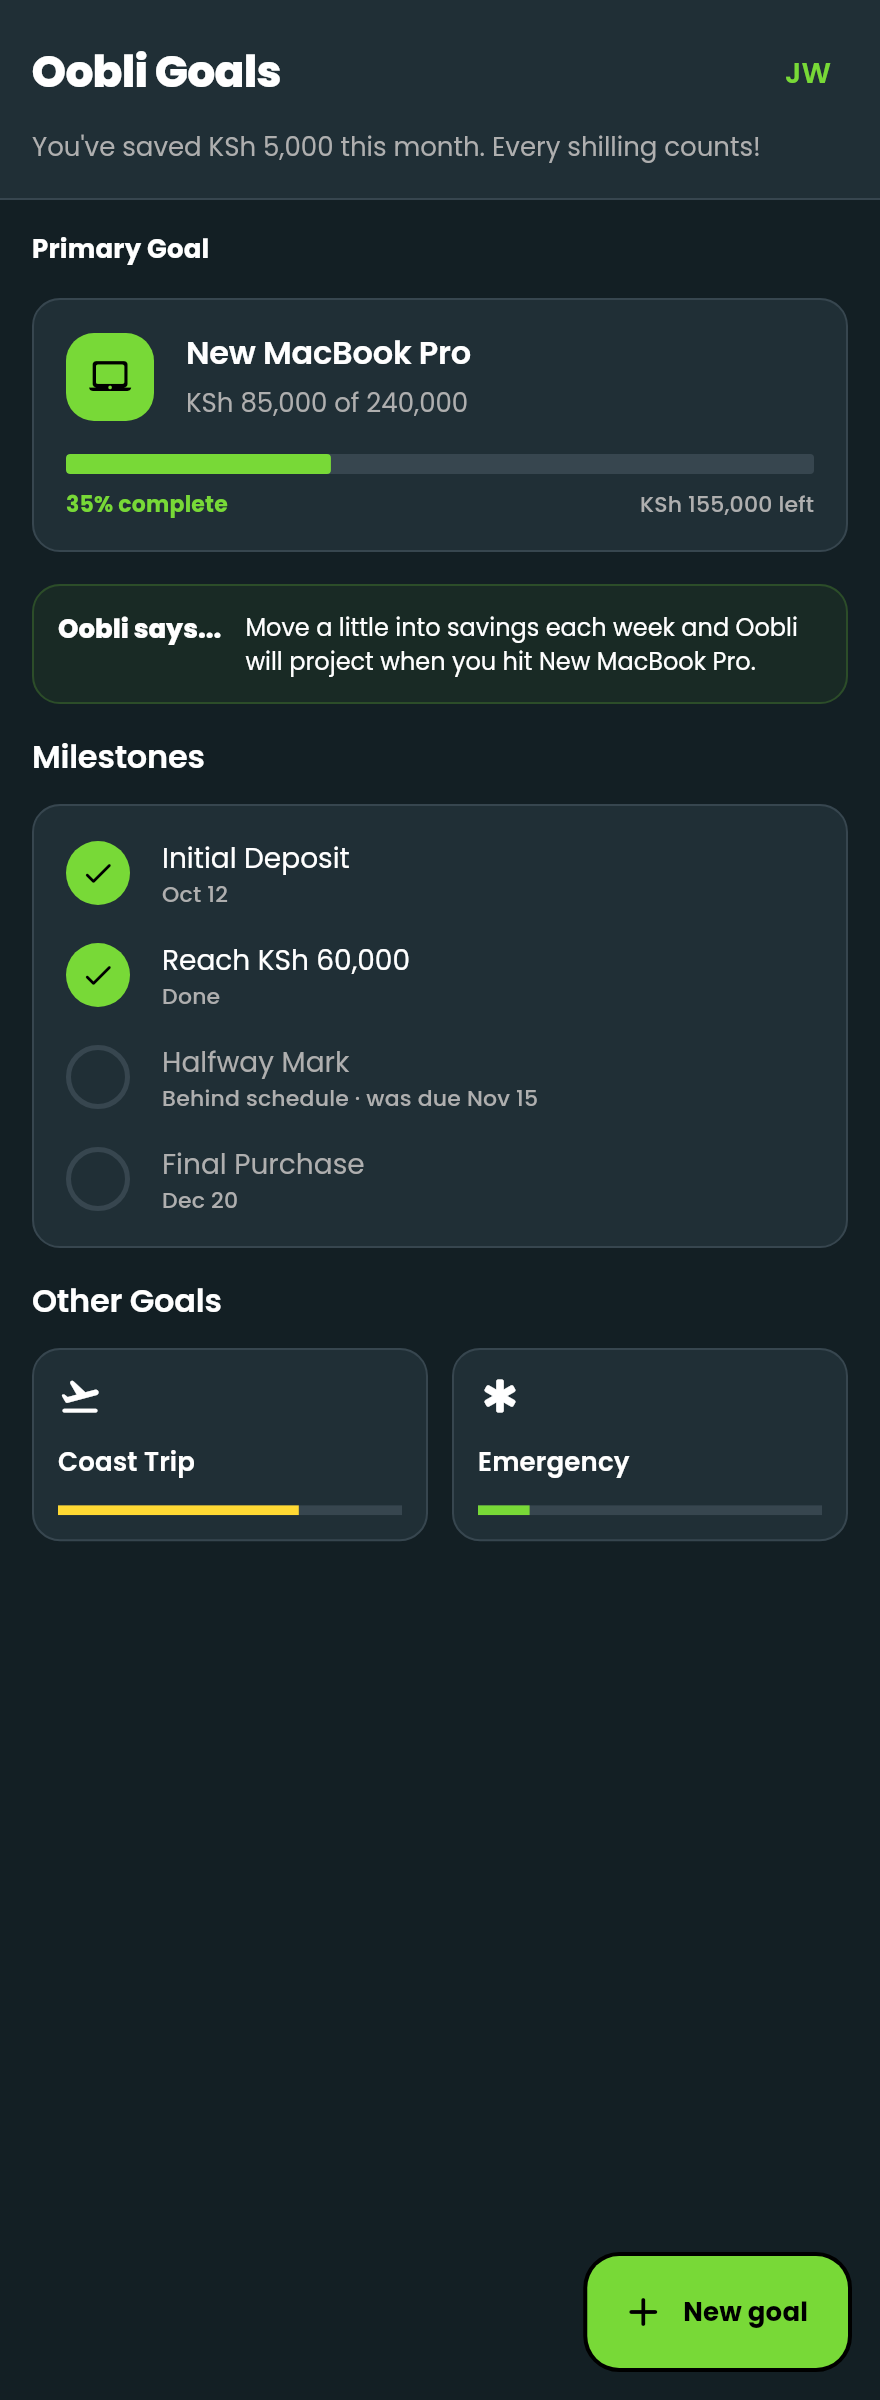 Oobli Goals
JW
You've saved KSh 5,000 this month. Every shilling counts!
Primary Goal
New MacBook Pro
KSh 85,000 of 240,000
35% complete
KSh 155,000 left
Oobli says...
Move a little into savings each week and Oobli
will project when you hit New MacBook Pro.
Milestones
Initial Deposit
Oct 12
Reach KSh 60,000
Done
Halfway Mark
Behind schedule · was due Nov 15
Final Purchase
Dec 20
Other Goals
Coast Trip
Emergency
New goal